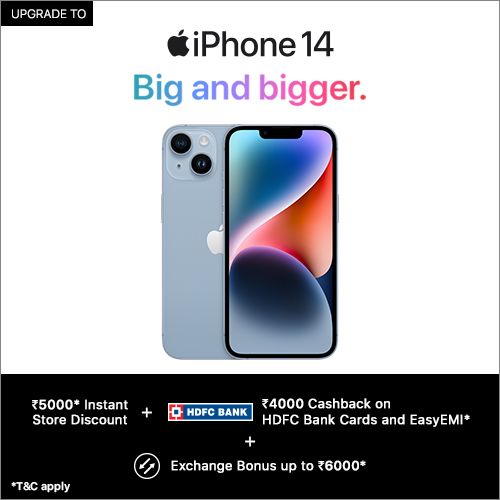 UPGRADE TO
iPhone 14
Big and bigger.
₹5000* Instant
Store Discount
+
HDFC BANK
₹4000 Cashback on
HDFC Bank Cards and EasyEMI*
+
Exchange Bonus up to ₹6000*
*T&C apply